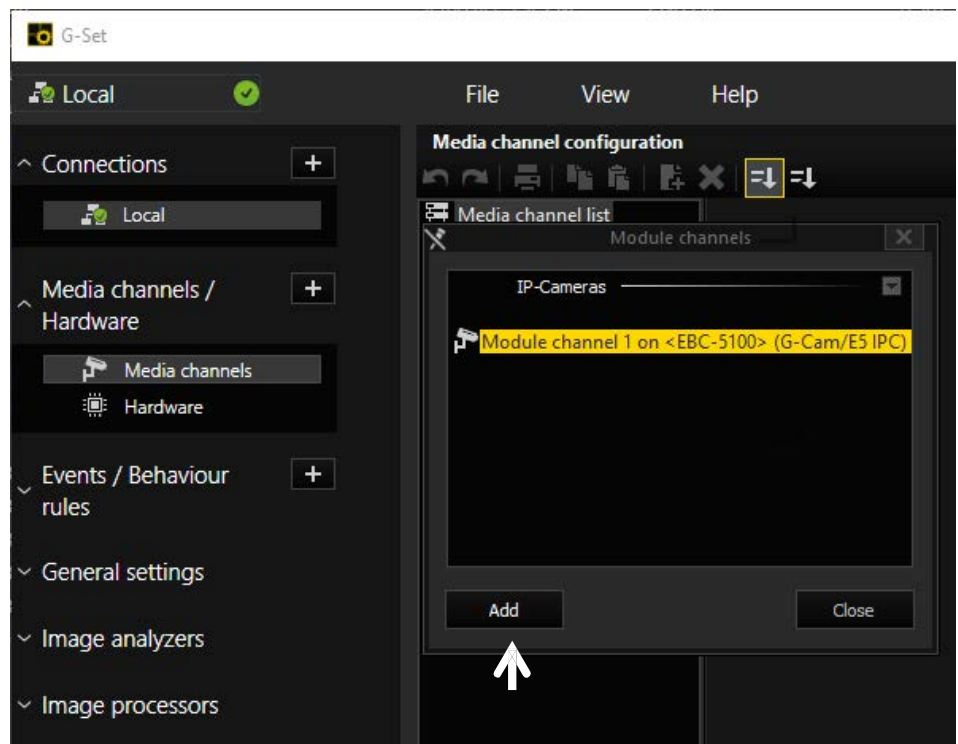 G-Set
Local
File View Help
Connections
Local
Media channels /
Hardware
Media channels
Hardware
Events / Behaviour
rules
General settings
Image analyzers
Image processors
Media channel configuration
Media channel list
Module channels
IP-Cameras
Module channel 1 on <EBC-5100> (G-Cam/E5 IPC)
Add Close